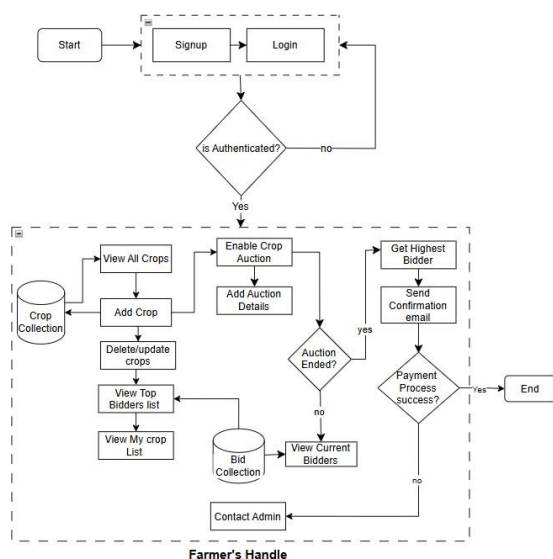 Start
Signup
Login
is Authenticated?
no
Yes
View All Crops
Enable Crop
Auction
Get Highest
Bidder
Crop
Collection
Add Crop
Add Auction
Details
Send
Confirmation
email
yes
Delete/update
crops
Auction
Ended?
Payment
Process
success?
Yes
End
View Top
Bidders list
no
View My crop
List
Bid
Collection
View Current
Bidders
no
Contact Admin
Farmer's Handle